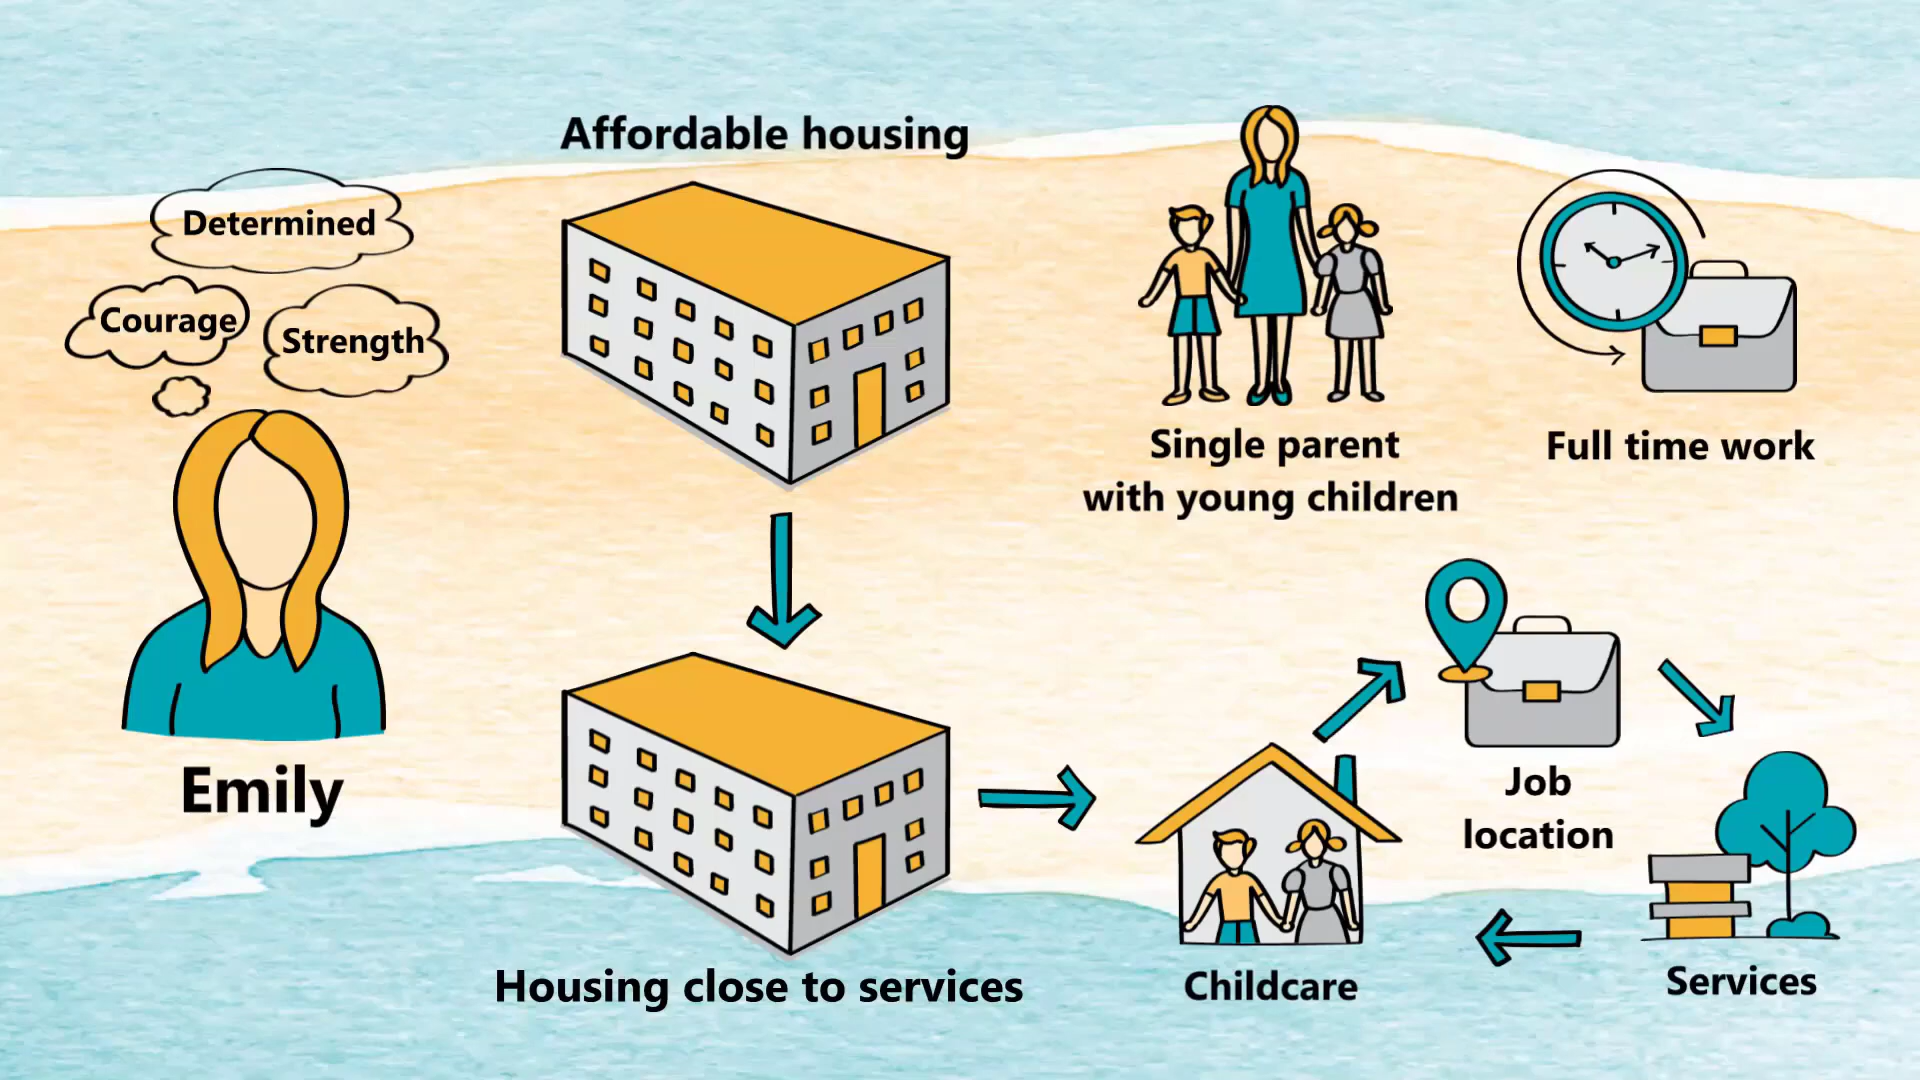 Affordable housing
Determined
Courage
Strength
Emily
Single parent
with young children
Full time work
Housing close to services
Childcare
Job
location
Services